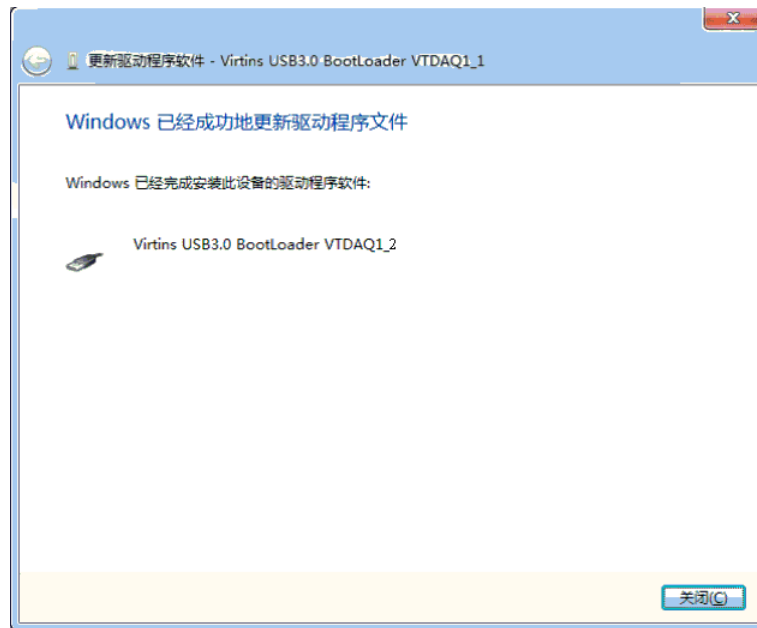 更新驱动程序软件 - Virtins USB3.0 BootLoader VTDAQ1_1
Windows 已经成功地更新驱动程序文件
Windows 已经完成安装此设备的驱动程序软件:
Virtins USB3.0 BootLoader VTDAQ1_2
关闭(C)